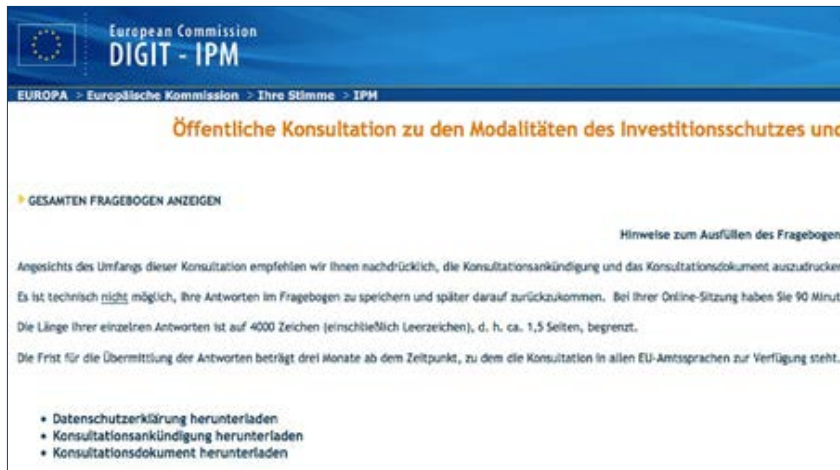 European Commission
DIGIT - IPM
EUROPA > Europäische Kommission > Ihre Stimme > IPM
Öffentliche Konsultation zu den Modalitäten des Investitionsschutzes und
GESAMTEN FRAGEBOGEN ANZEIGEN
Hinweise zum Ausfüllen des Fragebogen
Angesichts des Umfangs dieser Konsultation empfehlen wir Ihnen nachdrücklich, die Konsultationsankündigung und das Konsultationsdokument auszudrucken
Es ist technisch nicht möglich, Ihre Antworten im Fragebogen zu speichern und später darauf zurückzukommen. Bei Ihrer Online-Sitzung haben Sie 90 Minut
Die Länge Ihrer einzelnen Antworten ist auf 4000 Zeichen (einschließlich Leerzeichen), d. h. ca. 1,5 Seiten, begrenzt.
Die Frist für die Übermittlung der Antworten beträgt drei Monate ab dem Zeitpunkt, zu dem die Konsultation in allen EU-Amtssprachen zur Verfügung steht.
• Datenschutzerklärung herunterladen
• Konsultationsankündigung herunterladen
• Konsultationsdokument herunterladen